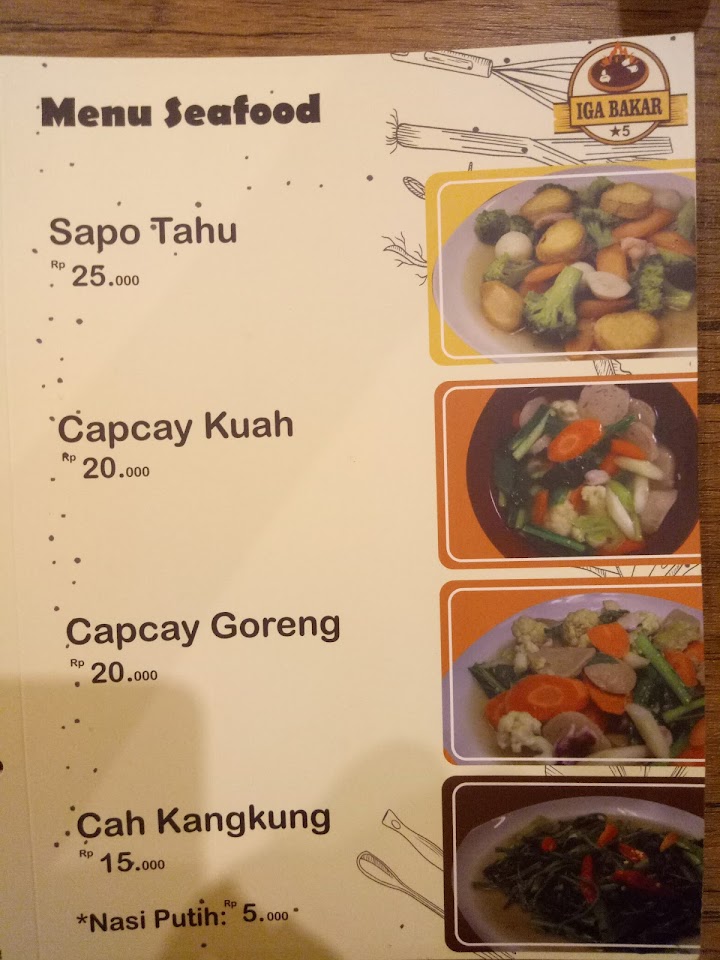 Menu Seafood
IGA BAKAR
★5
Sapo Tahu
Rp 25.000
Capcay Kuah
Rp 20.000
Capcay Goreng
Rp 20.000
Cah Kangkung
Rp 15.000
*Nasi Putih: Rp 5.000